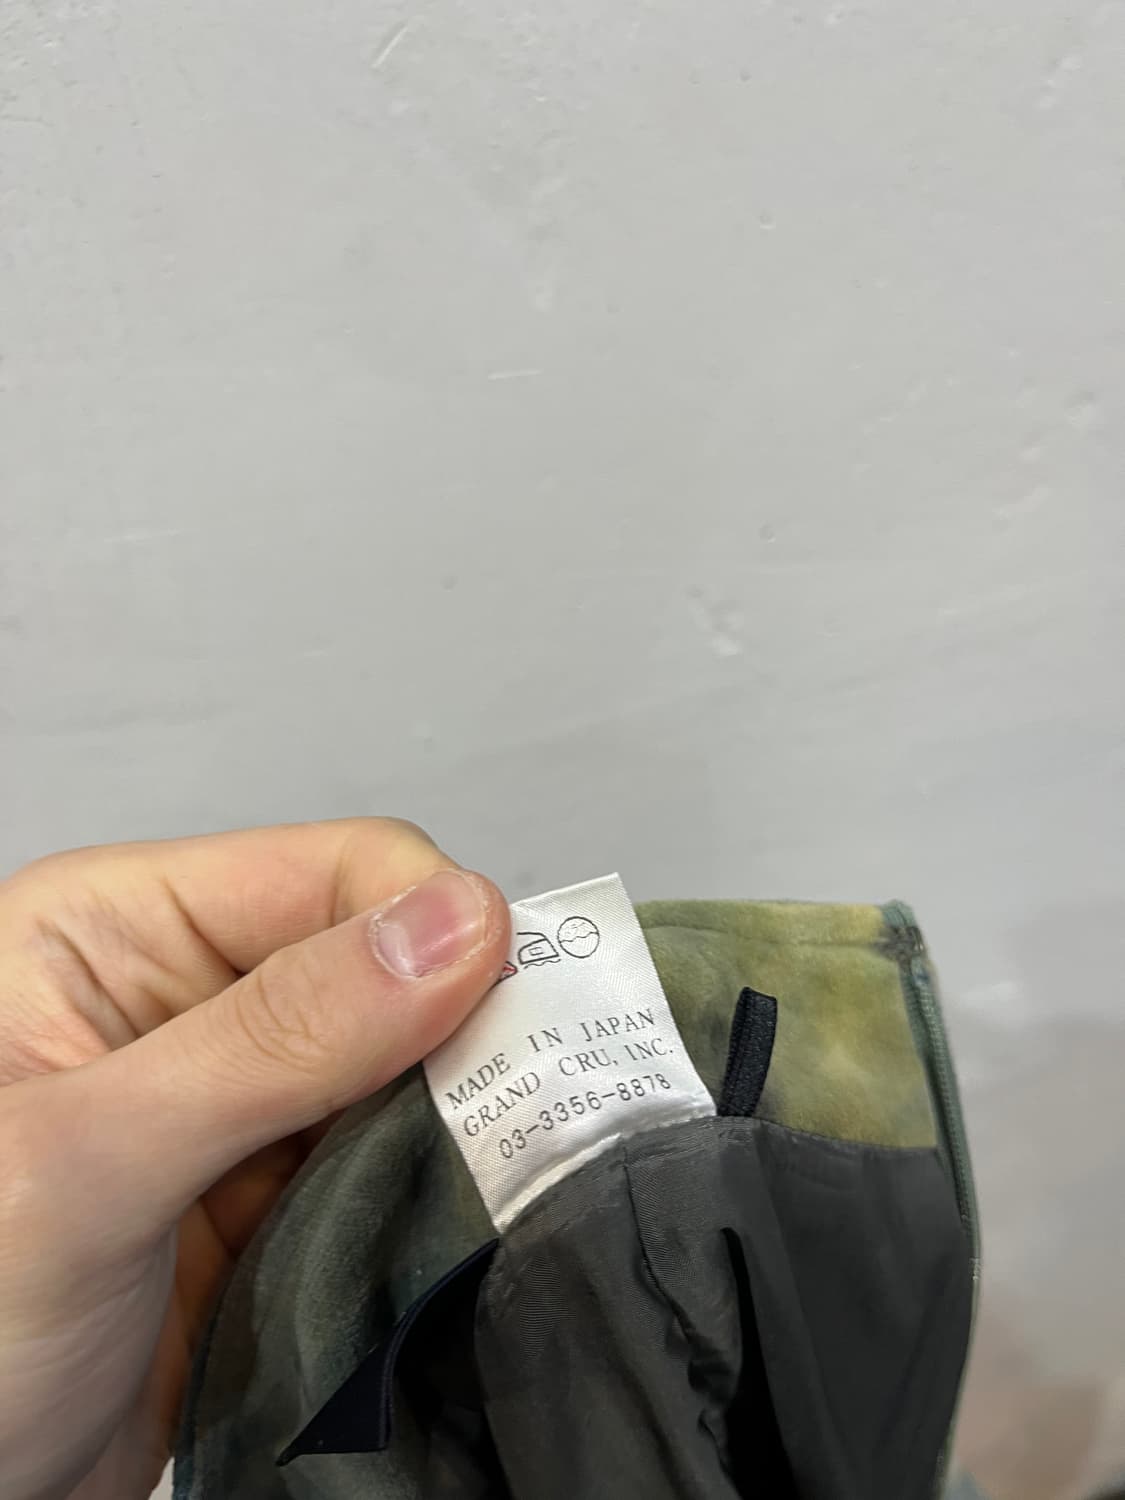 MADE IN JAPAN
GRAND CRU, INC.
03-3356-8878